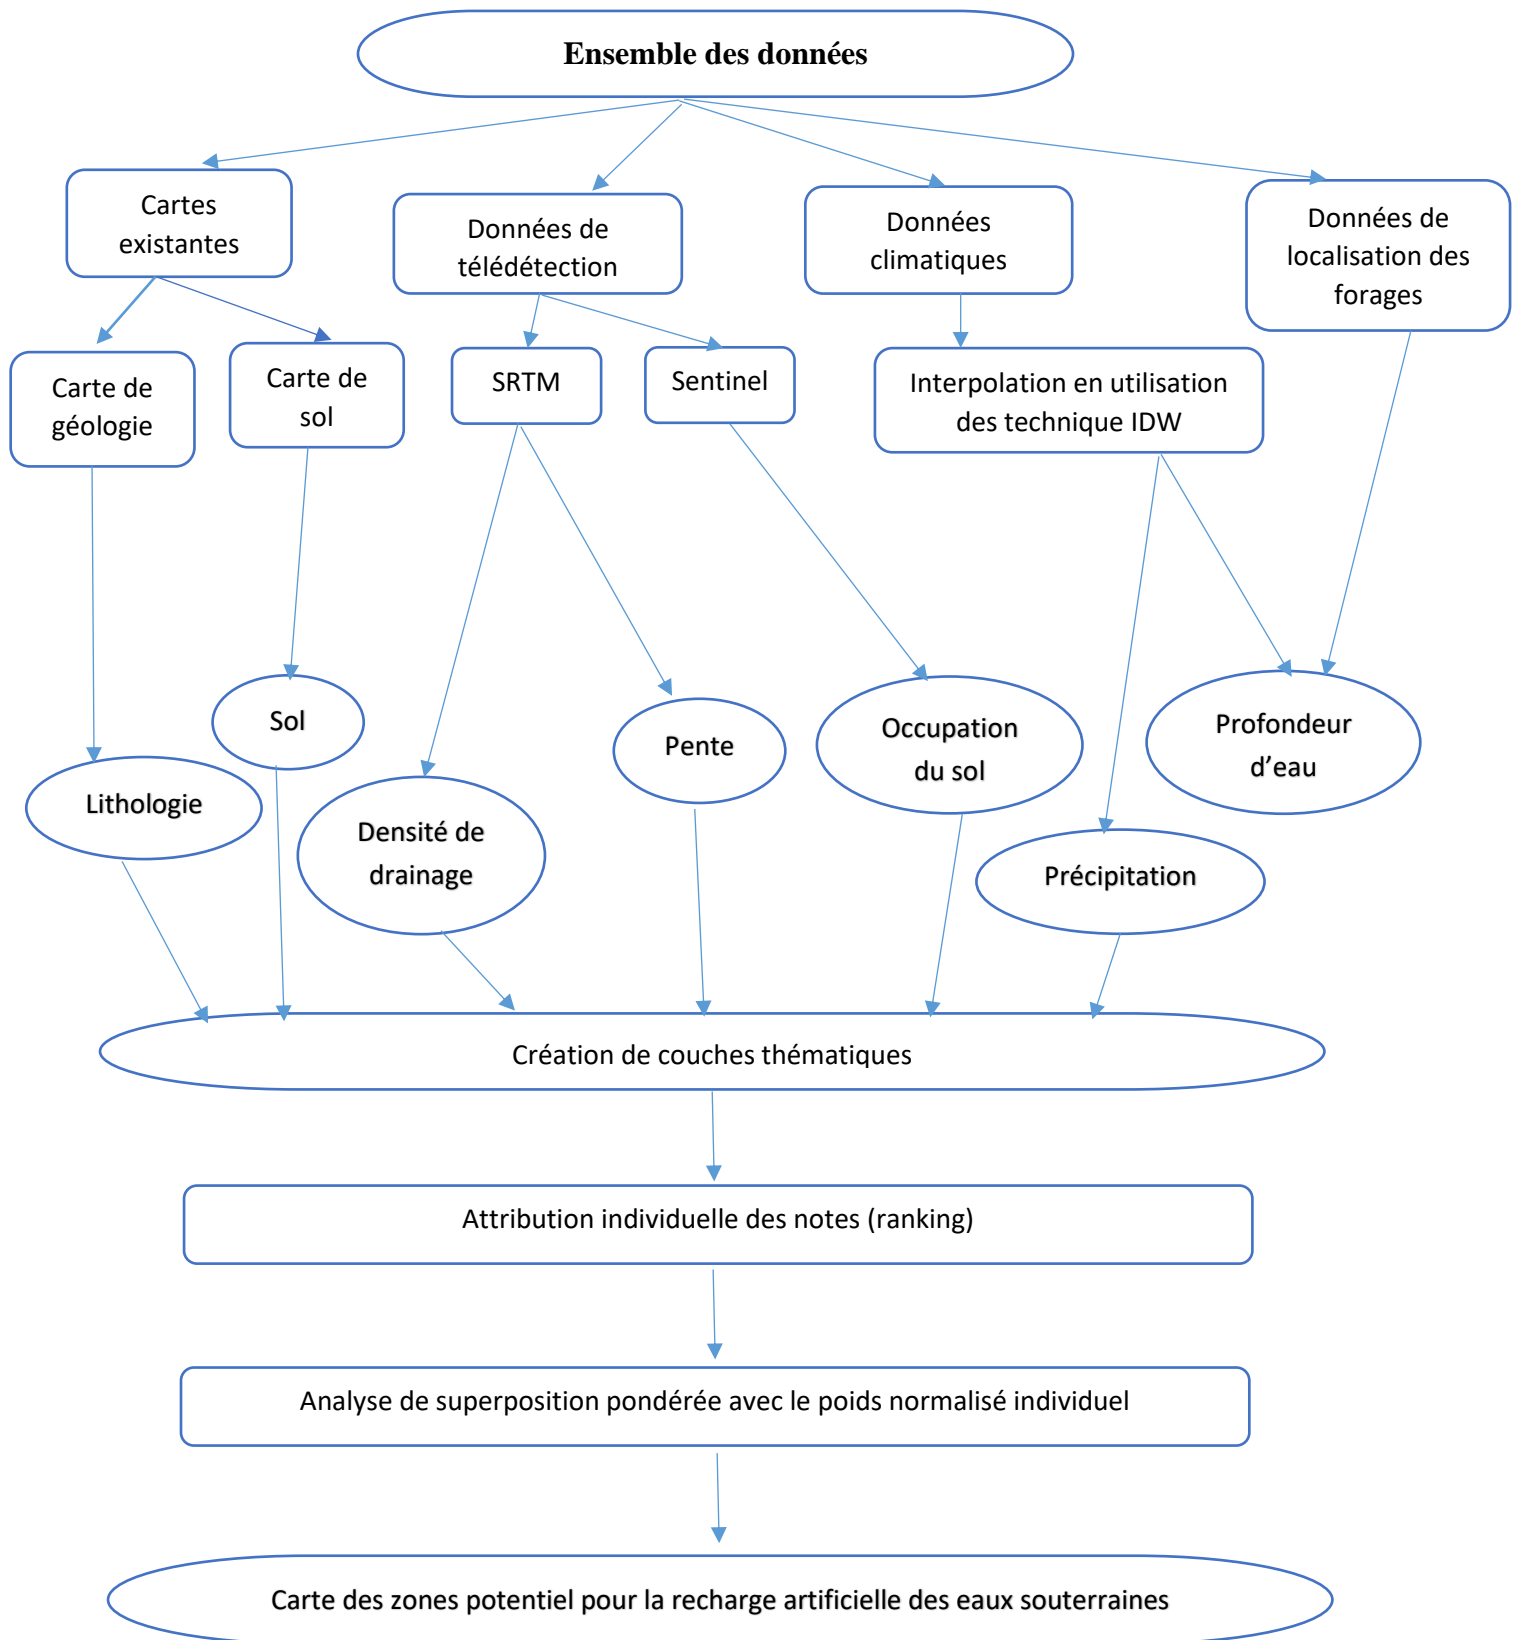 Ensemble des données
Cartes
existantes
Données de
télédétection
Données
climatiques
Données de
localisation des
forages
Carte de
géologie
Carte de
sol
SRTM
Sentinel
Interpolation en utilisation
des technique IDW
Sol
Pente
Occupation
du sol
Profondeur
d’eau
Lithologie
Densité de
drainage
Précipitation
Création de couches thématiques
Attribution individuelle des notes (ranking)
Analyse de superposition pondérée avec le poids normalisé individuel
Carte des zones potentiel pour la recharge artificielle des eaux souterraines